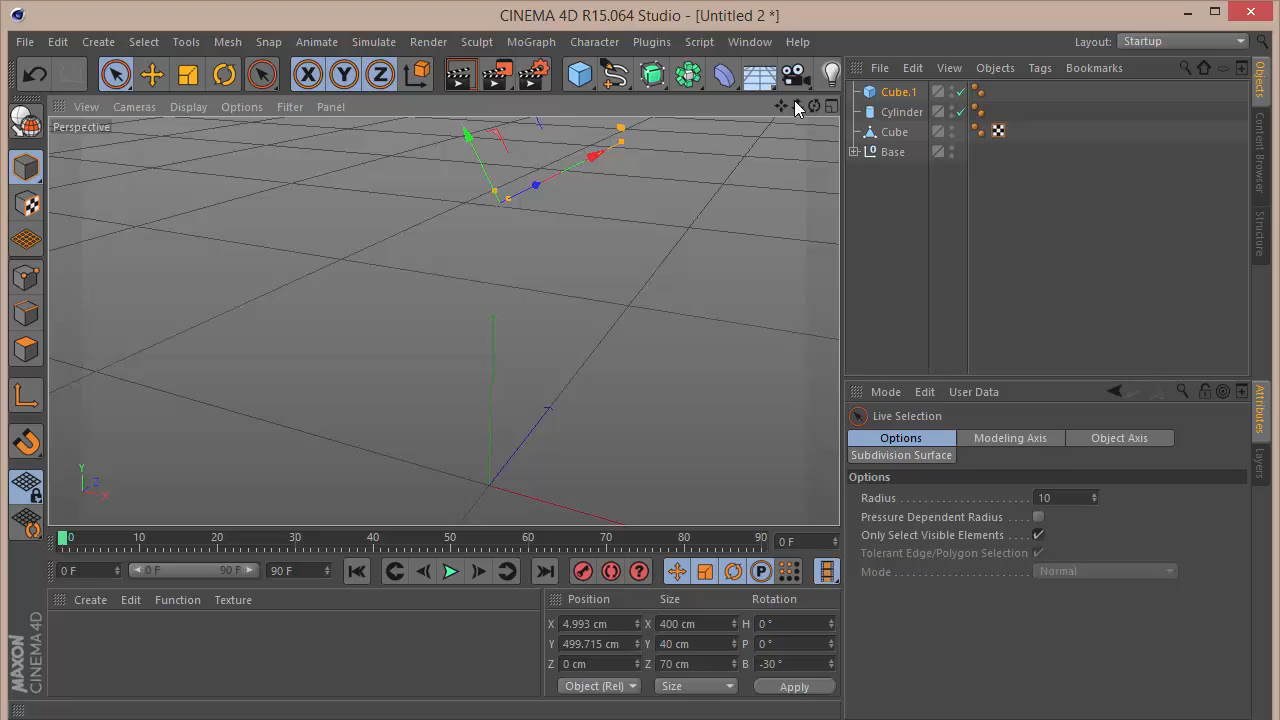 CINEMA 4D R15.064 Studio - [Untitled 2 *]
File Edit Create Select Tools Mesh Snap Animate Simulate Render Sculpt MoGraph Character Plugins Script Window Help Layout: Startup
X Y Z
File Edit View Objects Tags Bookmarks
View Cameras Display Options Filter Panel
Perspective
Cube.1
Cylinder
Cube
Base
Objects
Content Browser
Structure
Y
Z
X
Mode Edit User Data
Live Selection
Options Modeling Axis Object Axis
Subdivision Surface
Options
Radius 10
Pressure Dependent Radius
Only Select Visible Elements
Tolerant Edge/Polygon Selection
Mode Normal
Attributes
Layers
0 10 20 30 40 50 60 70 80 90 0 F
0 F 0 F 90 F 90 F
P
Create Edit Function Texture
Position Size Rotation
X 4.993 cm X 400 cm H 0 °
Y 499.715 cm Y 40 cm P 0 °
Z 0 cm Z 70 cm B -30 °
Object (Rel) Size Apply
MAXON
CINEMA 4D